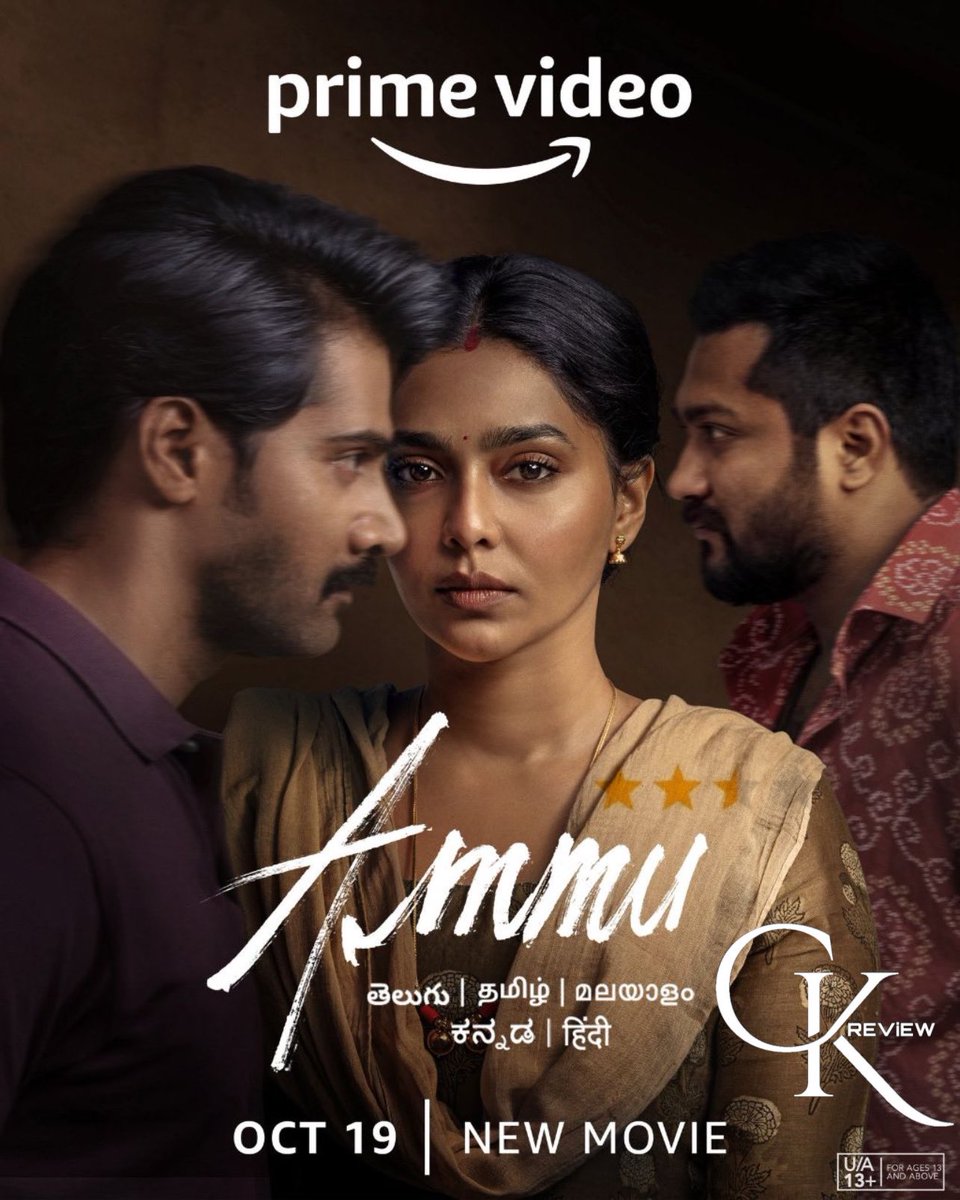 prime video
Ammu
తెలుగు | தமிழ் | മലയാളം
ಕನ್ನಡ | हिंदी
CK REVIEW
OCT 19 | NEW MOVIE
U/A 13+ | FOR AGES 13 AND ABOVE